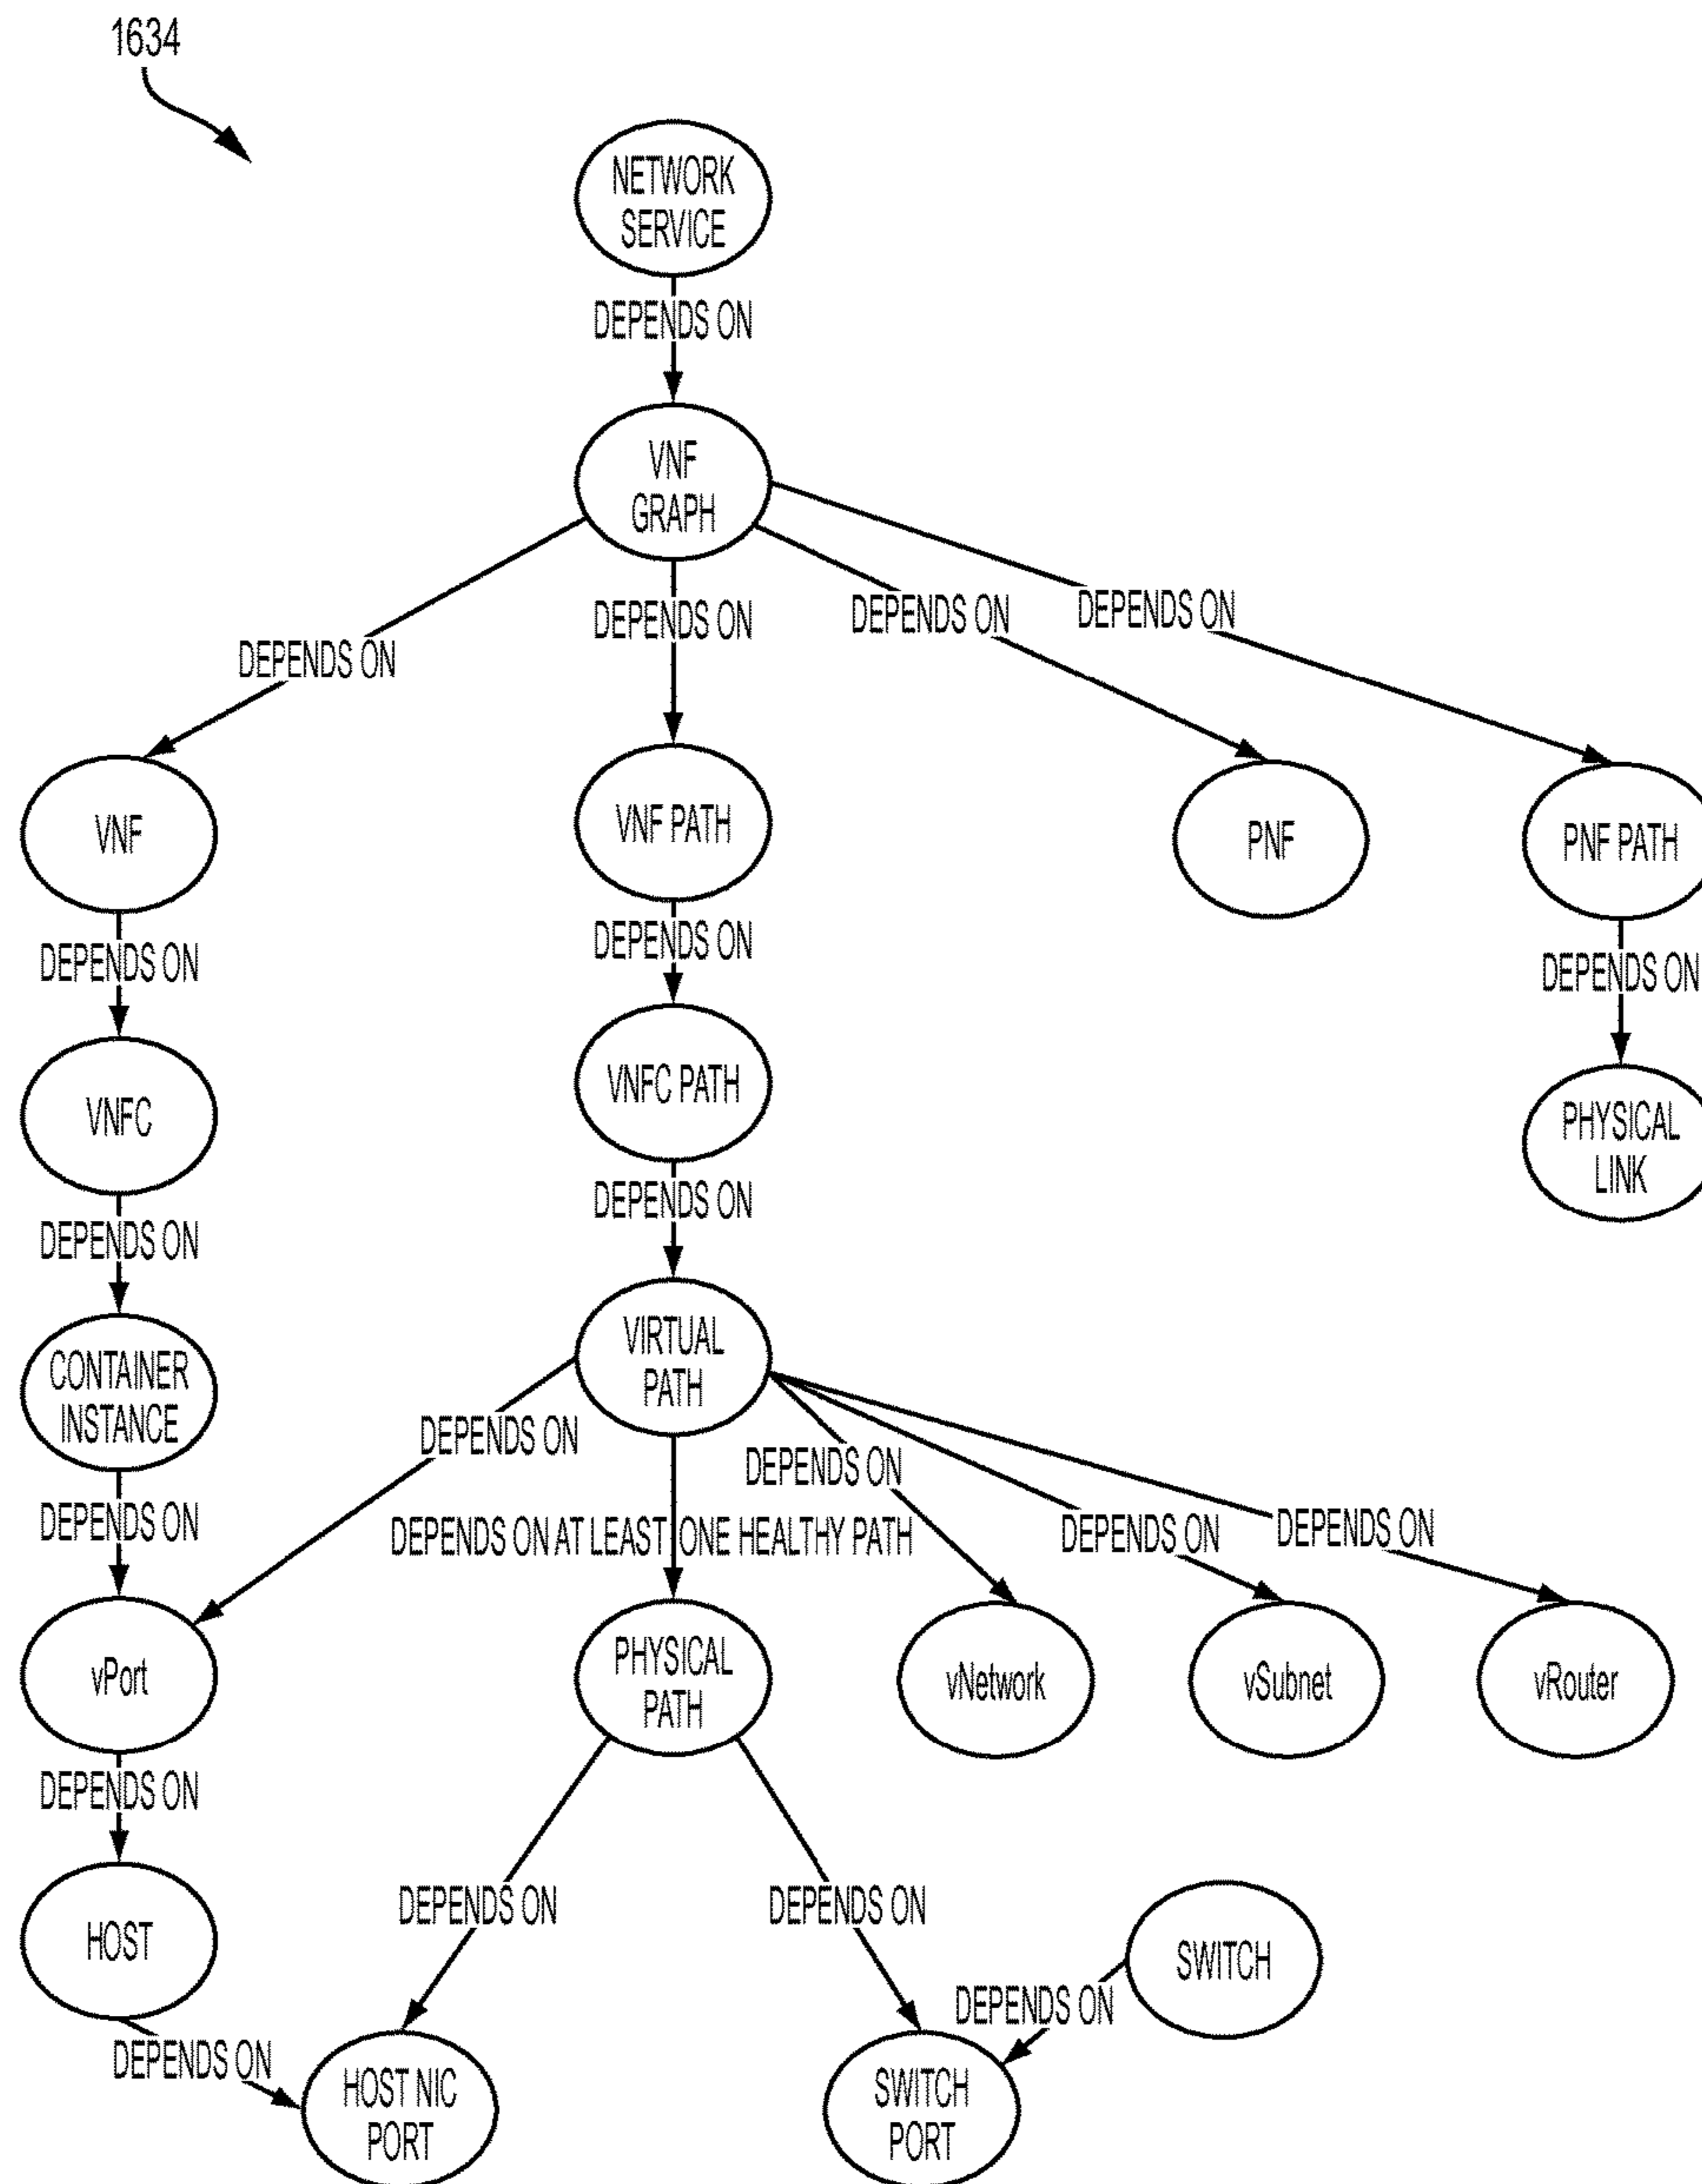 1634
NETWORK
SERVICE
DEPENDS ON
VNF
GRAPH
DEPENDS ON
DEPENDS ON
DEPENDS ON
DEPENDS ON
VNF
VNF PATH
PNF
PNF PATH
DEPENDS ON
DEPENDS ON
DEPENDS ON
VNFC
VNFC PATH
PHYSICAL
LINK
DEPENDS ON
DEPENDS ON
CONTAINER
INSTANCE
VIRTUAL
PATH
DEPENDS ON
DEPENDS ON
DEPENDS ON
DEPENDS ON AT LEAST ONE HEALTHY PATH
DEPENDS ON
DEPENDS ON
vPort
PHYSICAL
PATH
vNetwork
vSubnet
vRouter
DEPENDS ON
DEPENDS ON
DEPENDS ON
HOST
SWITCH
DEPENDS ON
DEPENDS ON
HOST NIC
PORT
SWITCH
PORT